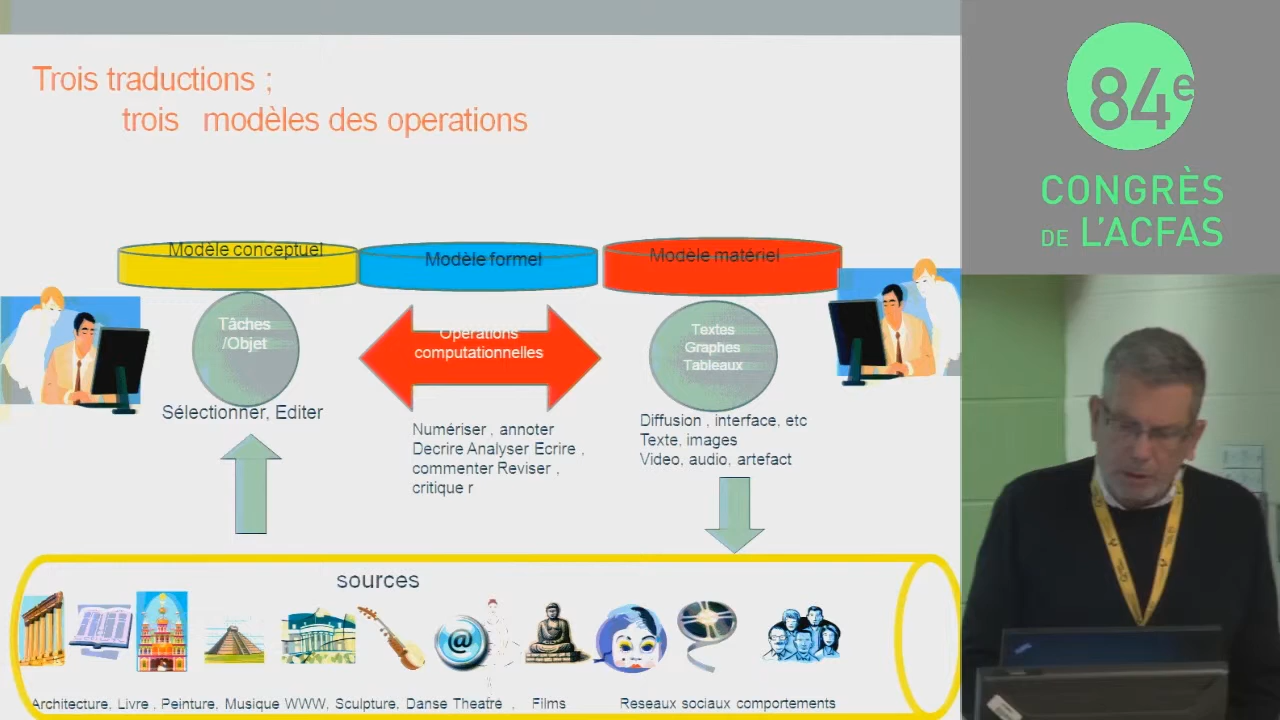 Trois traductions ;
trois modèles des operations
Modèle conceptuel
Modèle formel
Modèle matériel
Tâches
/Objet
Operations
computationnelles
Textes
Graphes
Tableaux
Sélectionner, Editer
Numériser , annoter
Decrire Analyser Ecrire ,
commenter Reviser ,
critique r
Diffusion , interface, etc
Texte, images
Video, audio, artefact
sources
@
Architecture, Livre , Peinture, Musique WWW, Sculpture, Danse Theatre , Films Reseaux sociaux comportements
84e
CONGRÈS
DE L'ACFAS